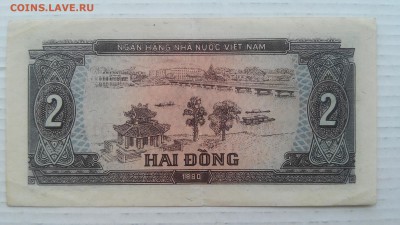 COINS.LAVE.RU
NGÂN HÀNG NHÀ NƯỚC VIỆT NAM
2
2
HAI ĐỒNG
1980